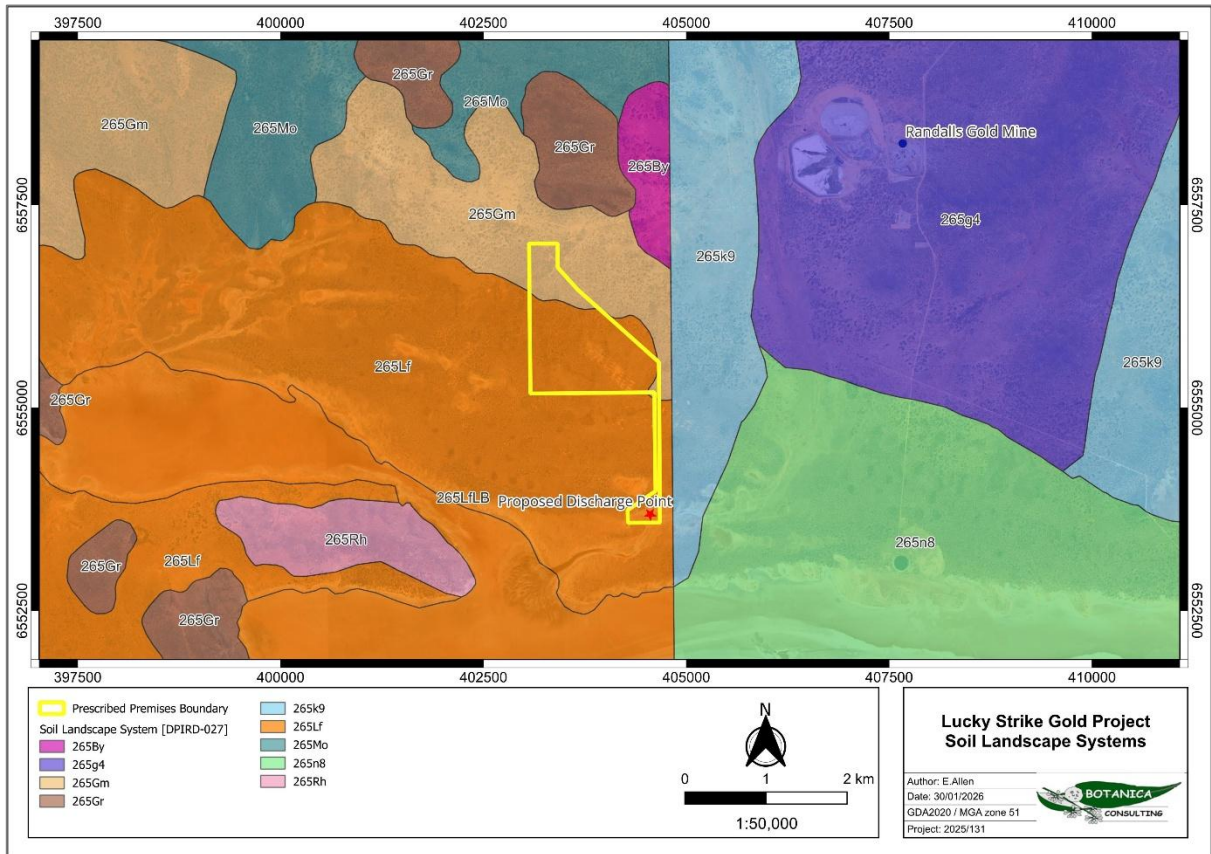 397500 400000 402500 405000 407500 410000
265Gr
265Gm
265Mo
265Mo
265Gr
265By
Randalls Gold Mine
6557500
6557500
265Gm
265g4
265k9
265Lf
265k9
265Gr
6555000
6555000
265LfLB
Proposed Discharge Point
265Rh
265n8
265Gr
265Lf
265Gr
6552500
6552500
397500 400000 402500 405000 407500 410000
Prescribed Premises Boundary
Soil Landscape System [DPIRD-027]
265By
265g4
265Gm
265Gr
265k9
265Lf
265Mo
265n8
265Rh
N
0 1 2 km
1:50,000
Lucky Strike Gold Project
Soil Landscape Systems
Author: E.Allen
Date: 30/01/2026
GDA2020 / MGA zone 51
Project: 2025/131
BOTANICA
CONSULTING